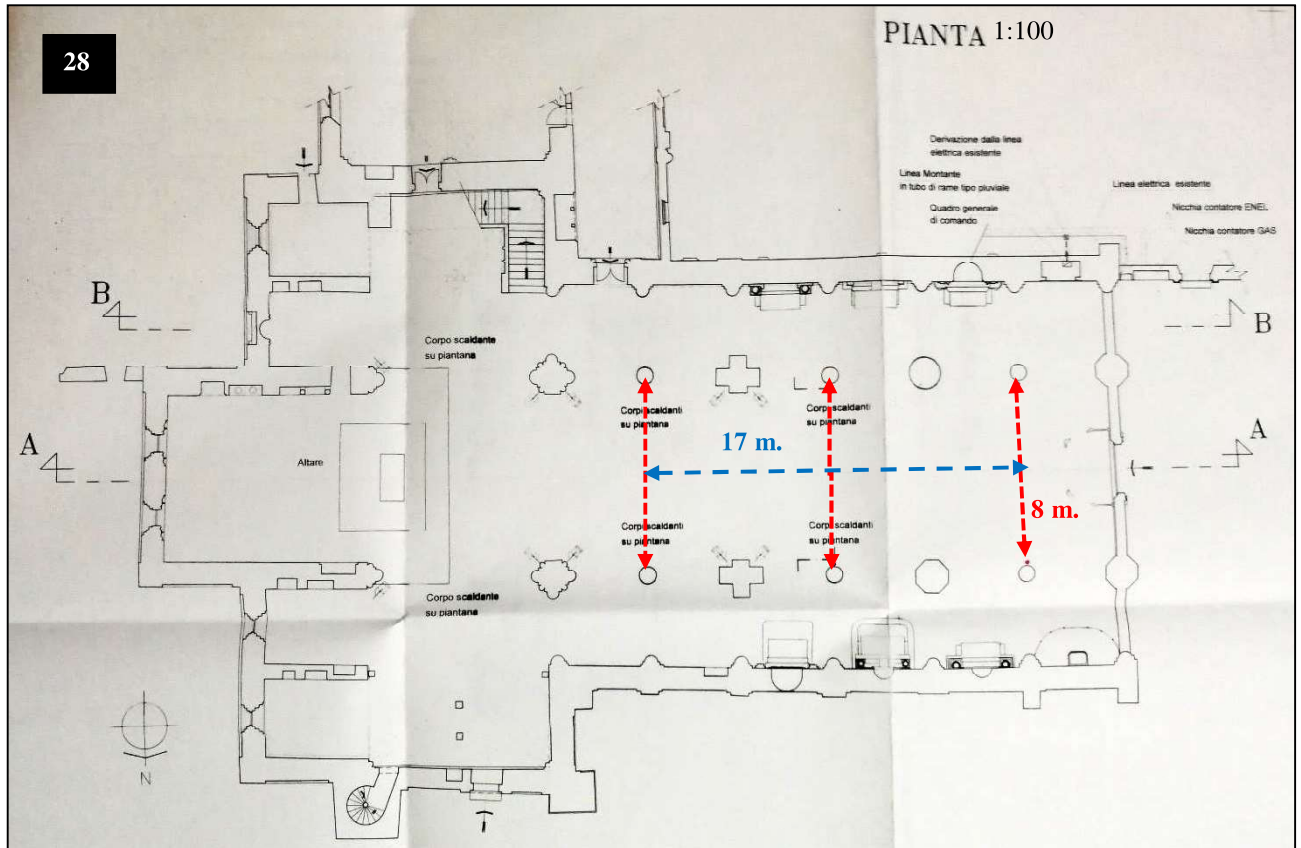 28
PIANTA 1:100
Derivazione dalla linea
elettrica esistente
Linea Montante
in tubo di rame tipo pluviale
Quadro generale
di comando
Linea elettrica esistente
Nicchia contatore ENEL
Nicchia contatore GAS
B
B
Corpo scaldante
su piantana
Corpi scaldanti
su piantana
Corpi scaldanti
su piantana
17 m.
A
A
Altare
8 m.
Corpi scaldanti
su piantana
Corpi scaldanti
su piantana
Corpo scaldante
su piantana
N